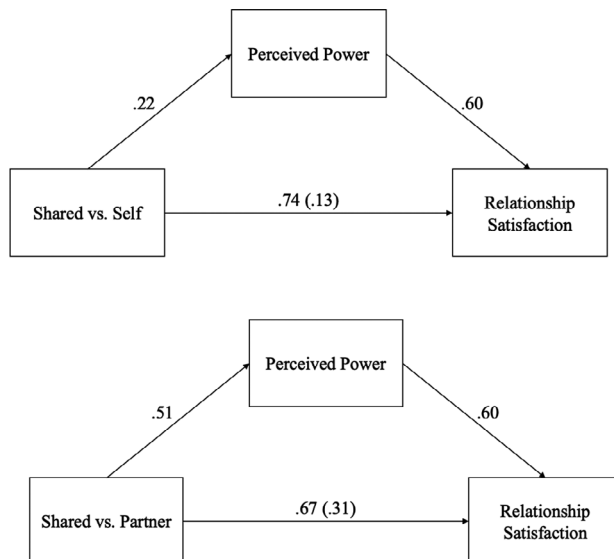 Perceived Power
.22
.60
Shared vs. Self
.74 (.13)
Relationship
Satisfaction
Perceived Power
.51
.60
Shared vs. Partner
.67 (.31)
Relationship
Satisfaction